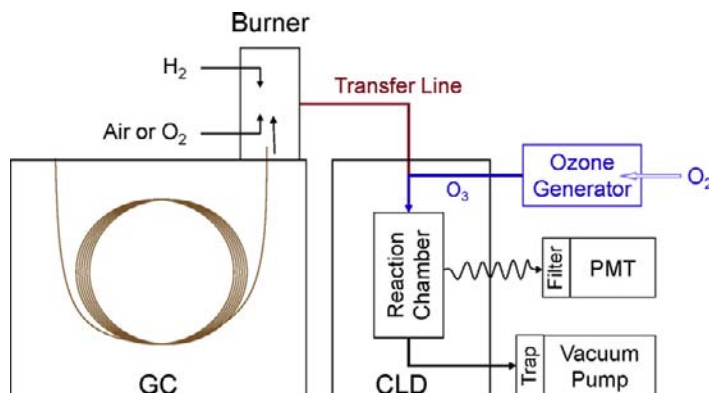 Burner
H₂
Transfer Line
Air or O₂
Ozone
Generator
O₂
O₃
Reaction
Chamber
Filter
PMT
Trap
Vacuum
Pump
GC
CLD